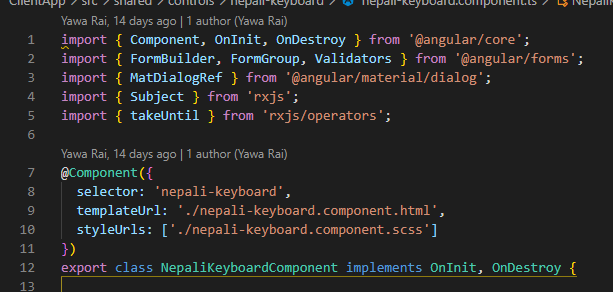 ClientApp > src > shared > controls > nepali-keyboard > nepali-keyboard.component.ts > Nepali
Yawa Rai, 14 days ago | 1 author (Yawa Rai)
1 import { Component, OnInit, OnDestroy } from '@angular/core';
2 import { FormBuilder, FormGroup, Validators } from '@angular/forms';
3 import { MatDialogRef } from '@angular/material/dialog';
4 import { Subject } from 'rxjs';
5 import { takeUntil } from 'rxjs/operators';
6
Yawa Rai, 14 days ago | 1 author (Yawa Rai)
7 @Component({
8 selector: 'nepali-keyboard',
9 templateUrl: './nepali-keyboard.component.html',
10 styleUrls: ['./nepali-keyboard.component.scss']
11 })
12 export class NepaliKeyboardComponent implements OnInit, OnDestroy {
13